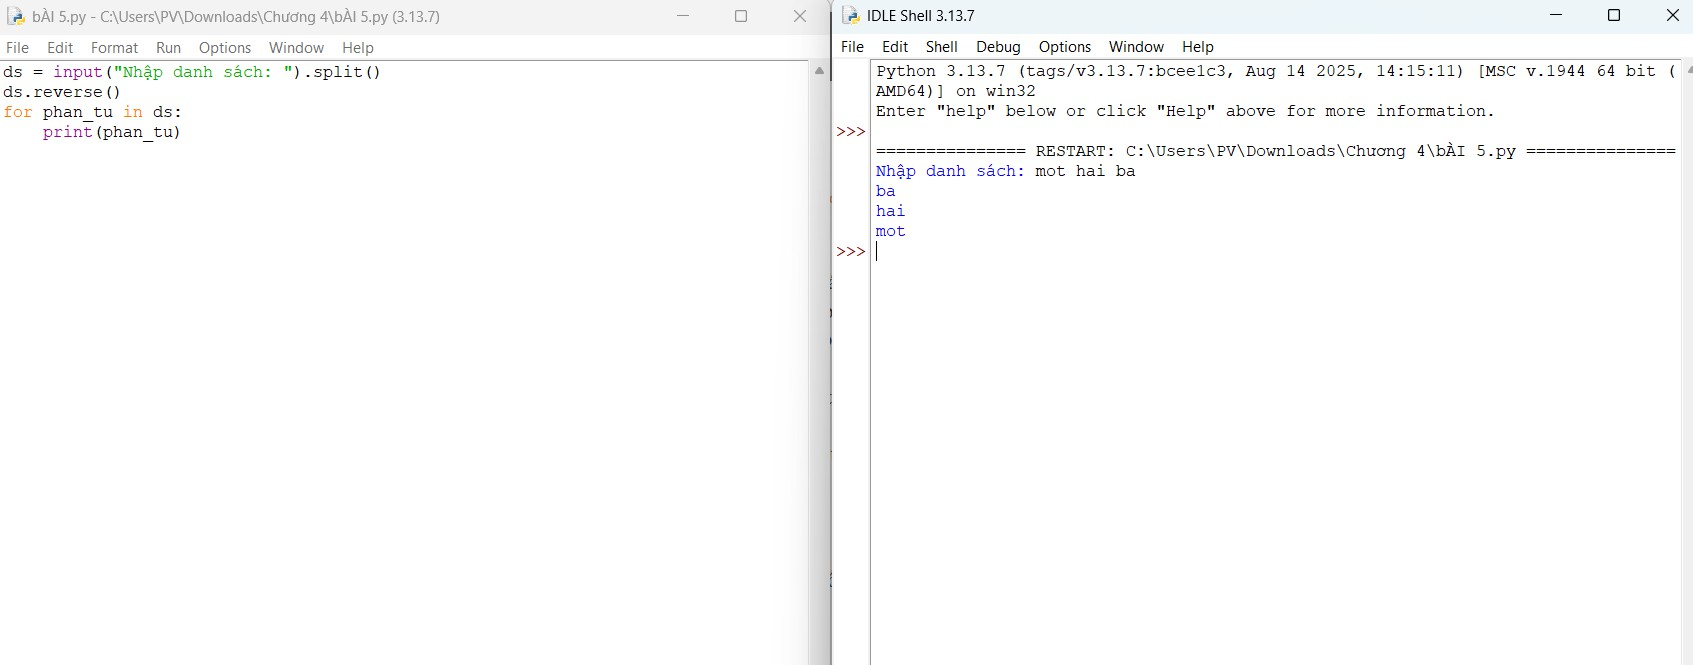 bÀI 5.py - C:\Users\PV\Downloads\Chương 4\bÀI 5.py (3.13.7)
File Edit Format Run Options Window Help
ds = input("Nhập danh sách: ").split()
ds.reverse()
for phan_tu in ds:
    print(phan_tu)
IDLE Shell 3.13.7
File Edit Shell Debug Options Window Help
Python 3.13.7 (tags/v3.13.7:bcee1c3, Aug 14 2025, 14:15:11) [MSC v.1944 64 bit (
AMD64)] on win32
Enter "help" below or click "Help" above for more information.
>>>
=============== RESTART: C:\Users\PV\Downloads\Chương 4\bÀI 5.py ===============
Nhập danh sách: mot hai ba
ba
hai
mot
>>>